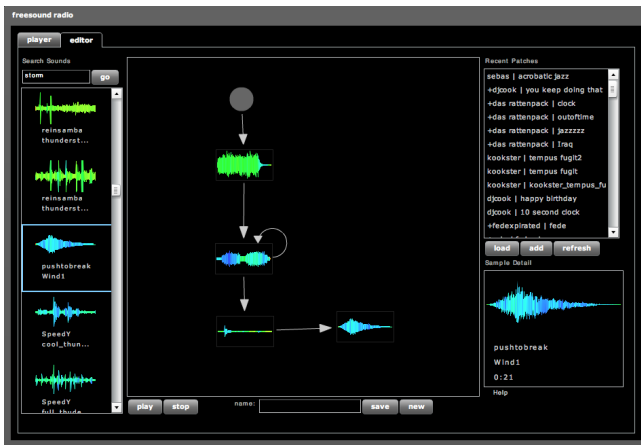 freesound radio
player
editor
Search Sounds
storm
go
reinsamba
thunderst...
reinsamba
thunderst...
pushtobreak
Wind1
SpeedY
cool_thun...
SpeedY
full_thude
play
stop
name:
save
new
Recent Patches
sebas | acrobatic jazz
+djcook | you keep doing that
+das rattenpack | clock
+das rattenpack | outoftime
+das rattenpack | jazzzzz
+das rattenpack | Iraq
kookster | tempus fugit2
kookster | tempus fugit
kookster | kookster_tempus_fu
djcook | happy birthday
djcook | 10 second clock
+fedexpirated | fede
load
add
refresh
Sample Detail
pushtobreak
Wind1
0:21
Help